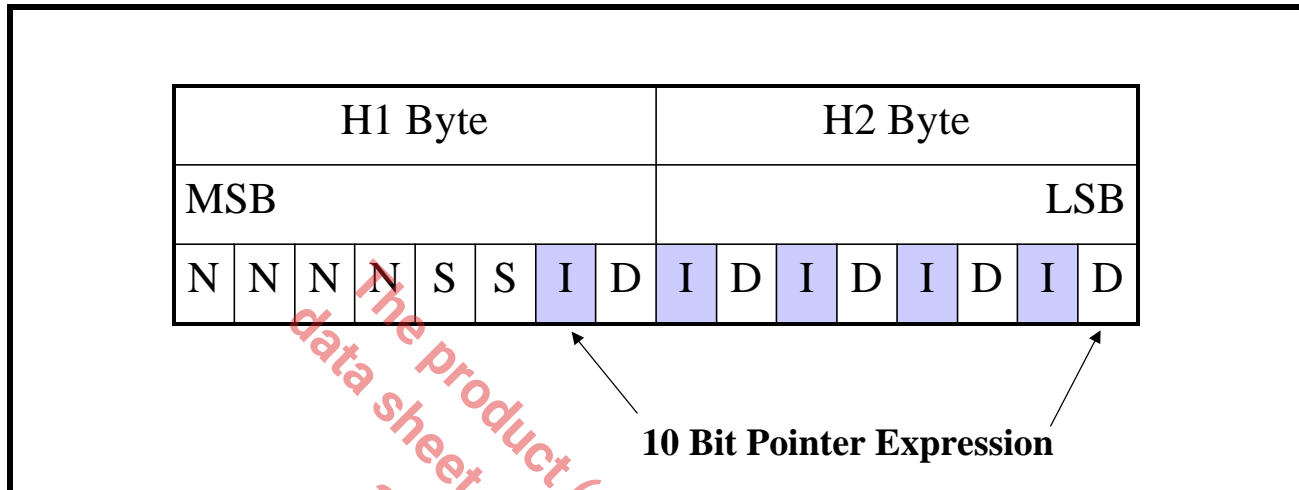 H1 Byte H2 Byte
MSB LSB
N N N N S S I D I D I D I D I D
10 Bit Pointer Expression
The product
data sheet